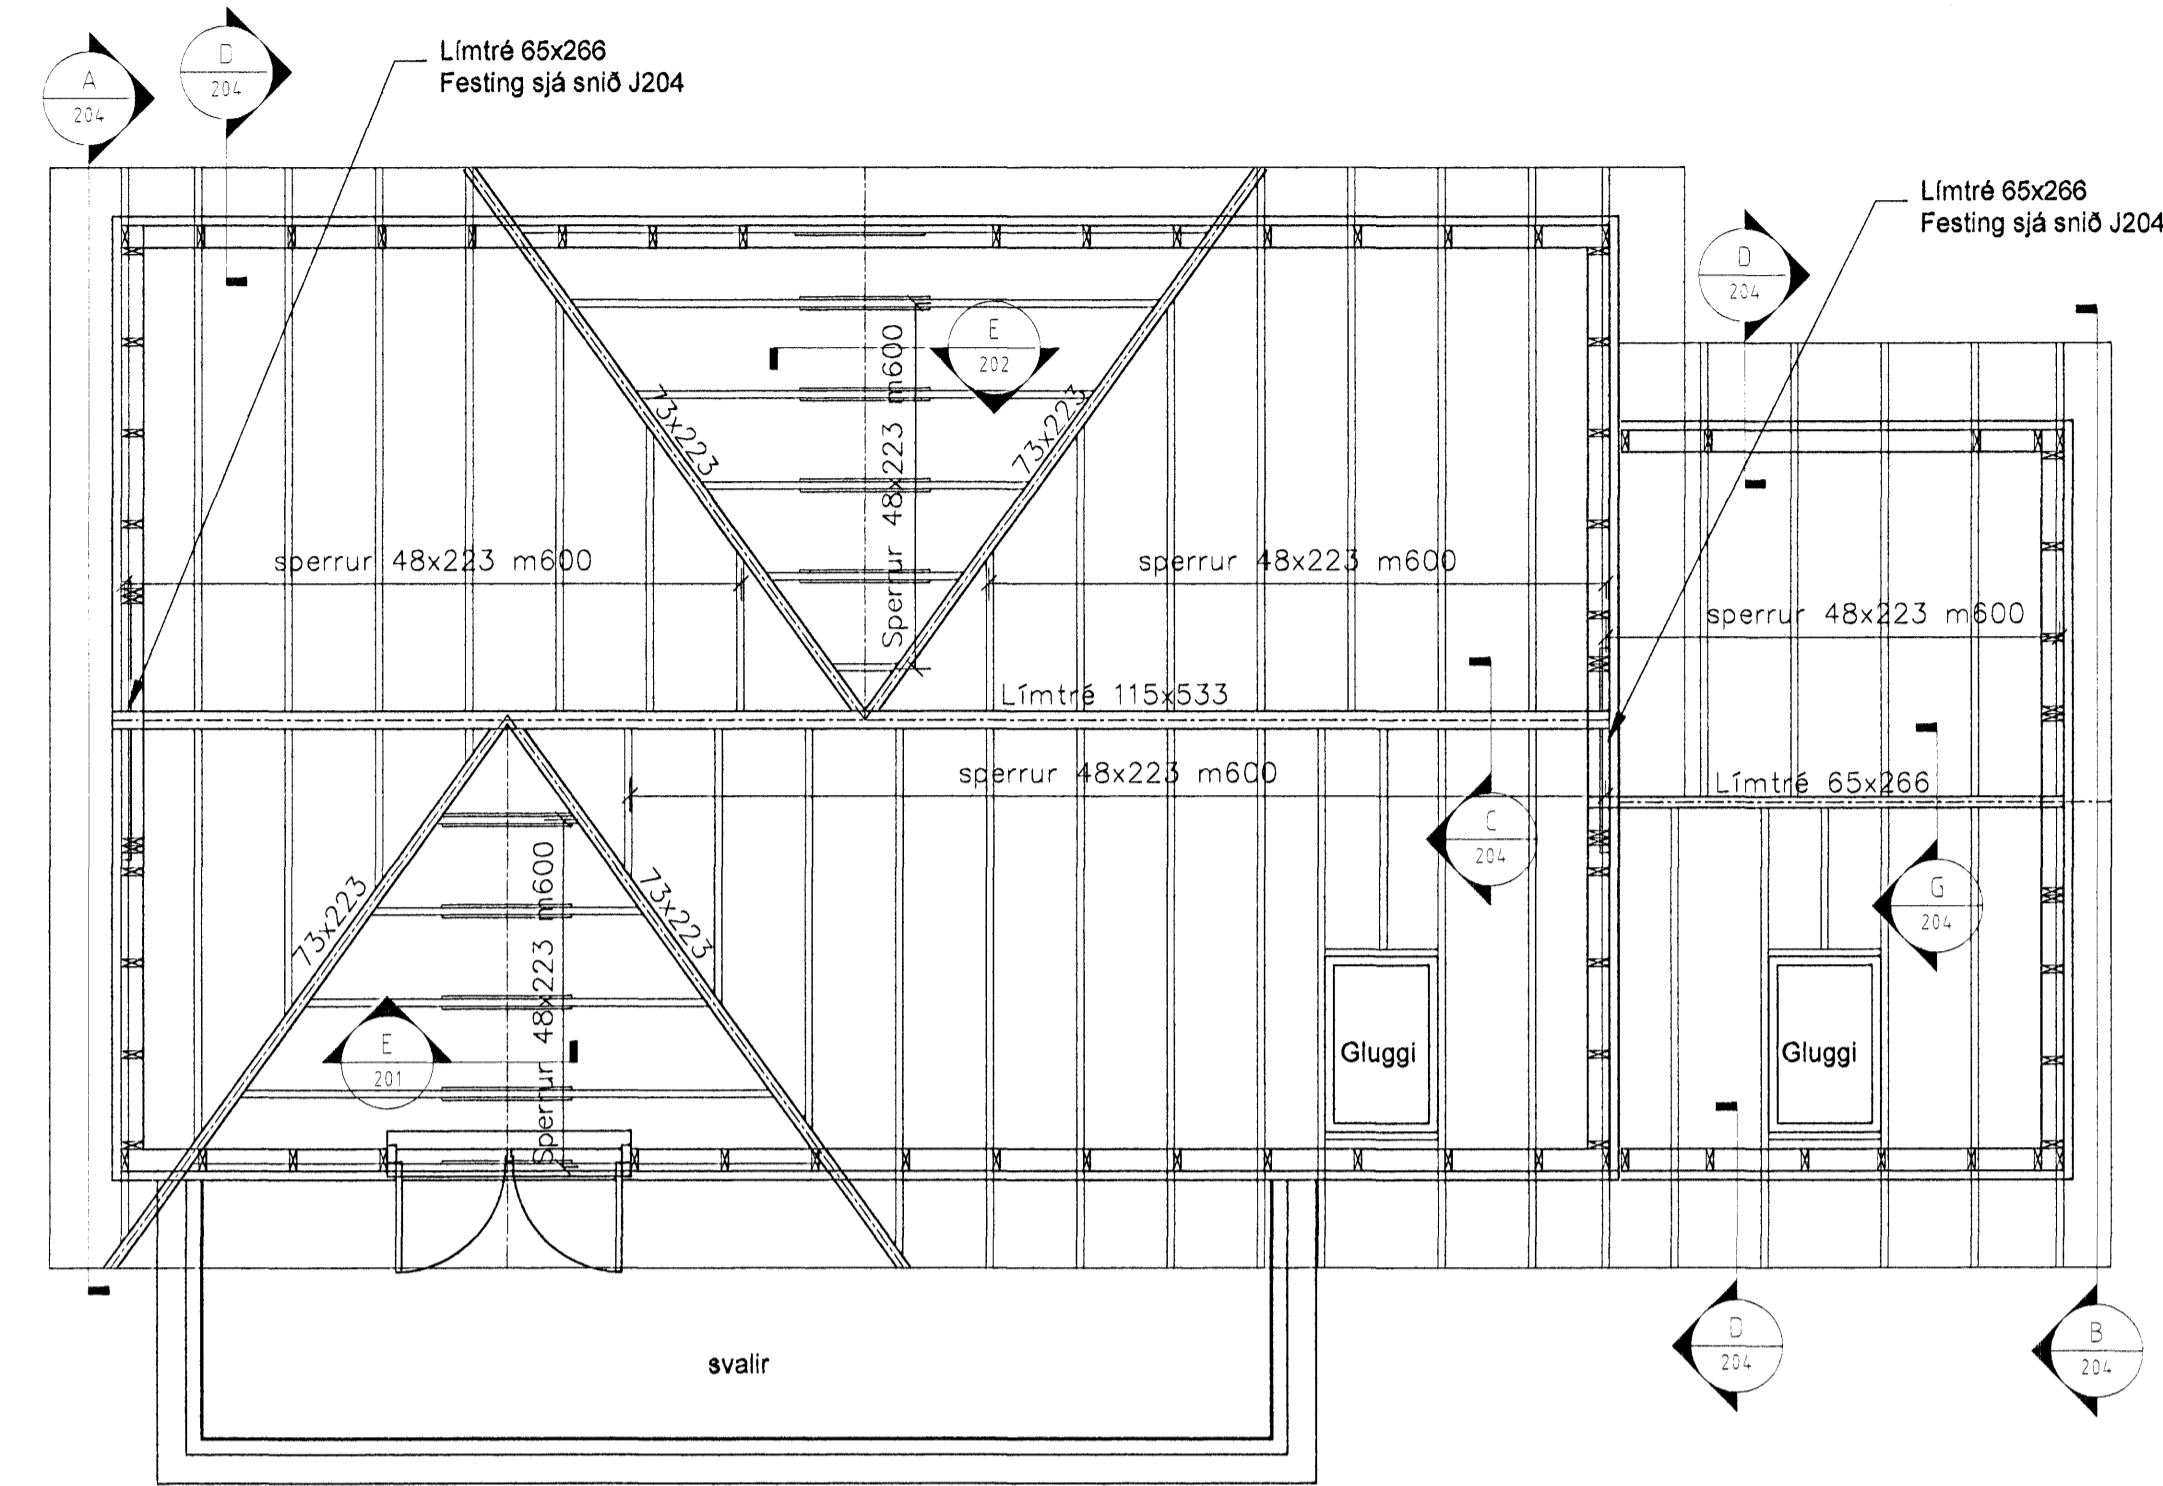 D
204
A
204
Límtré 65x266
Festing sjá snið J204
Límtré 65x266
Festing sjá snið J204
D
204
E
202
73x223
Sperrur 48x223 m600
73x223
sperrur 48x223 m600
sperrur 48x223 m600
sperrur 48x223 m600
Límtré 115x533
sperrur 48x223 m600
Límtré 65x266
C
204
G
204
73x223
Sperrur 48x223 m600
73x223
E
201
Gluggi
Gluggi
svalir
D
204
B
204